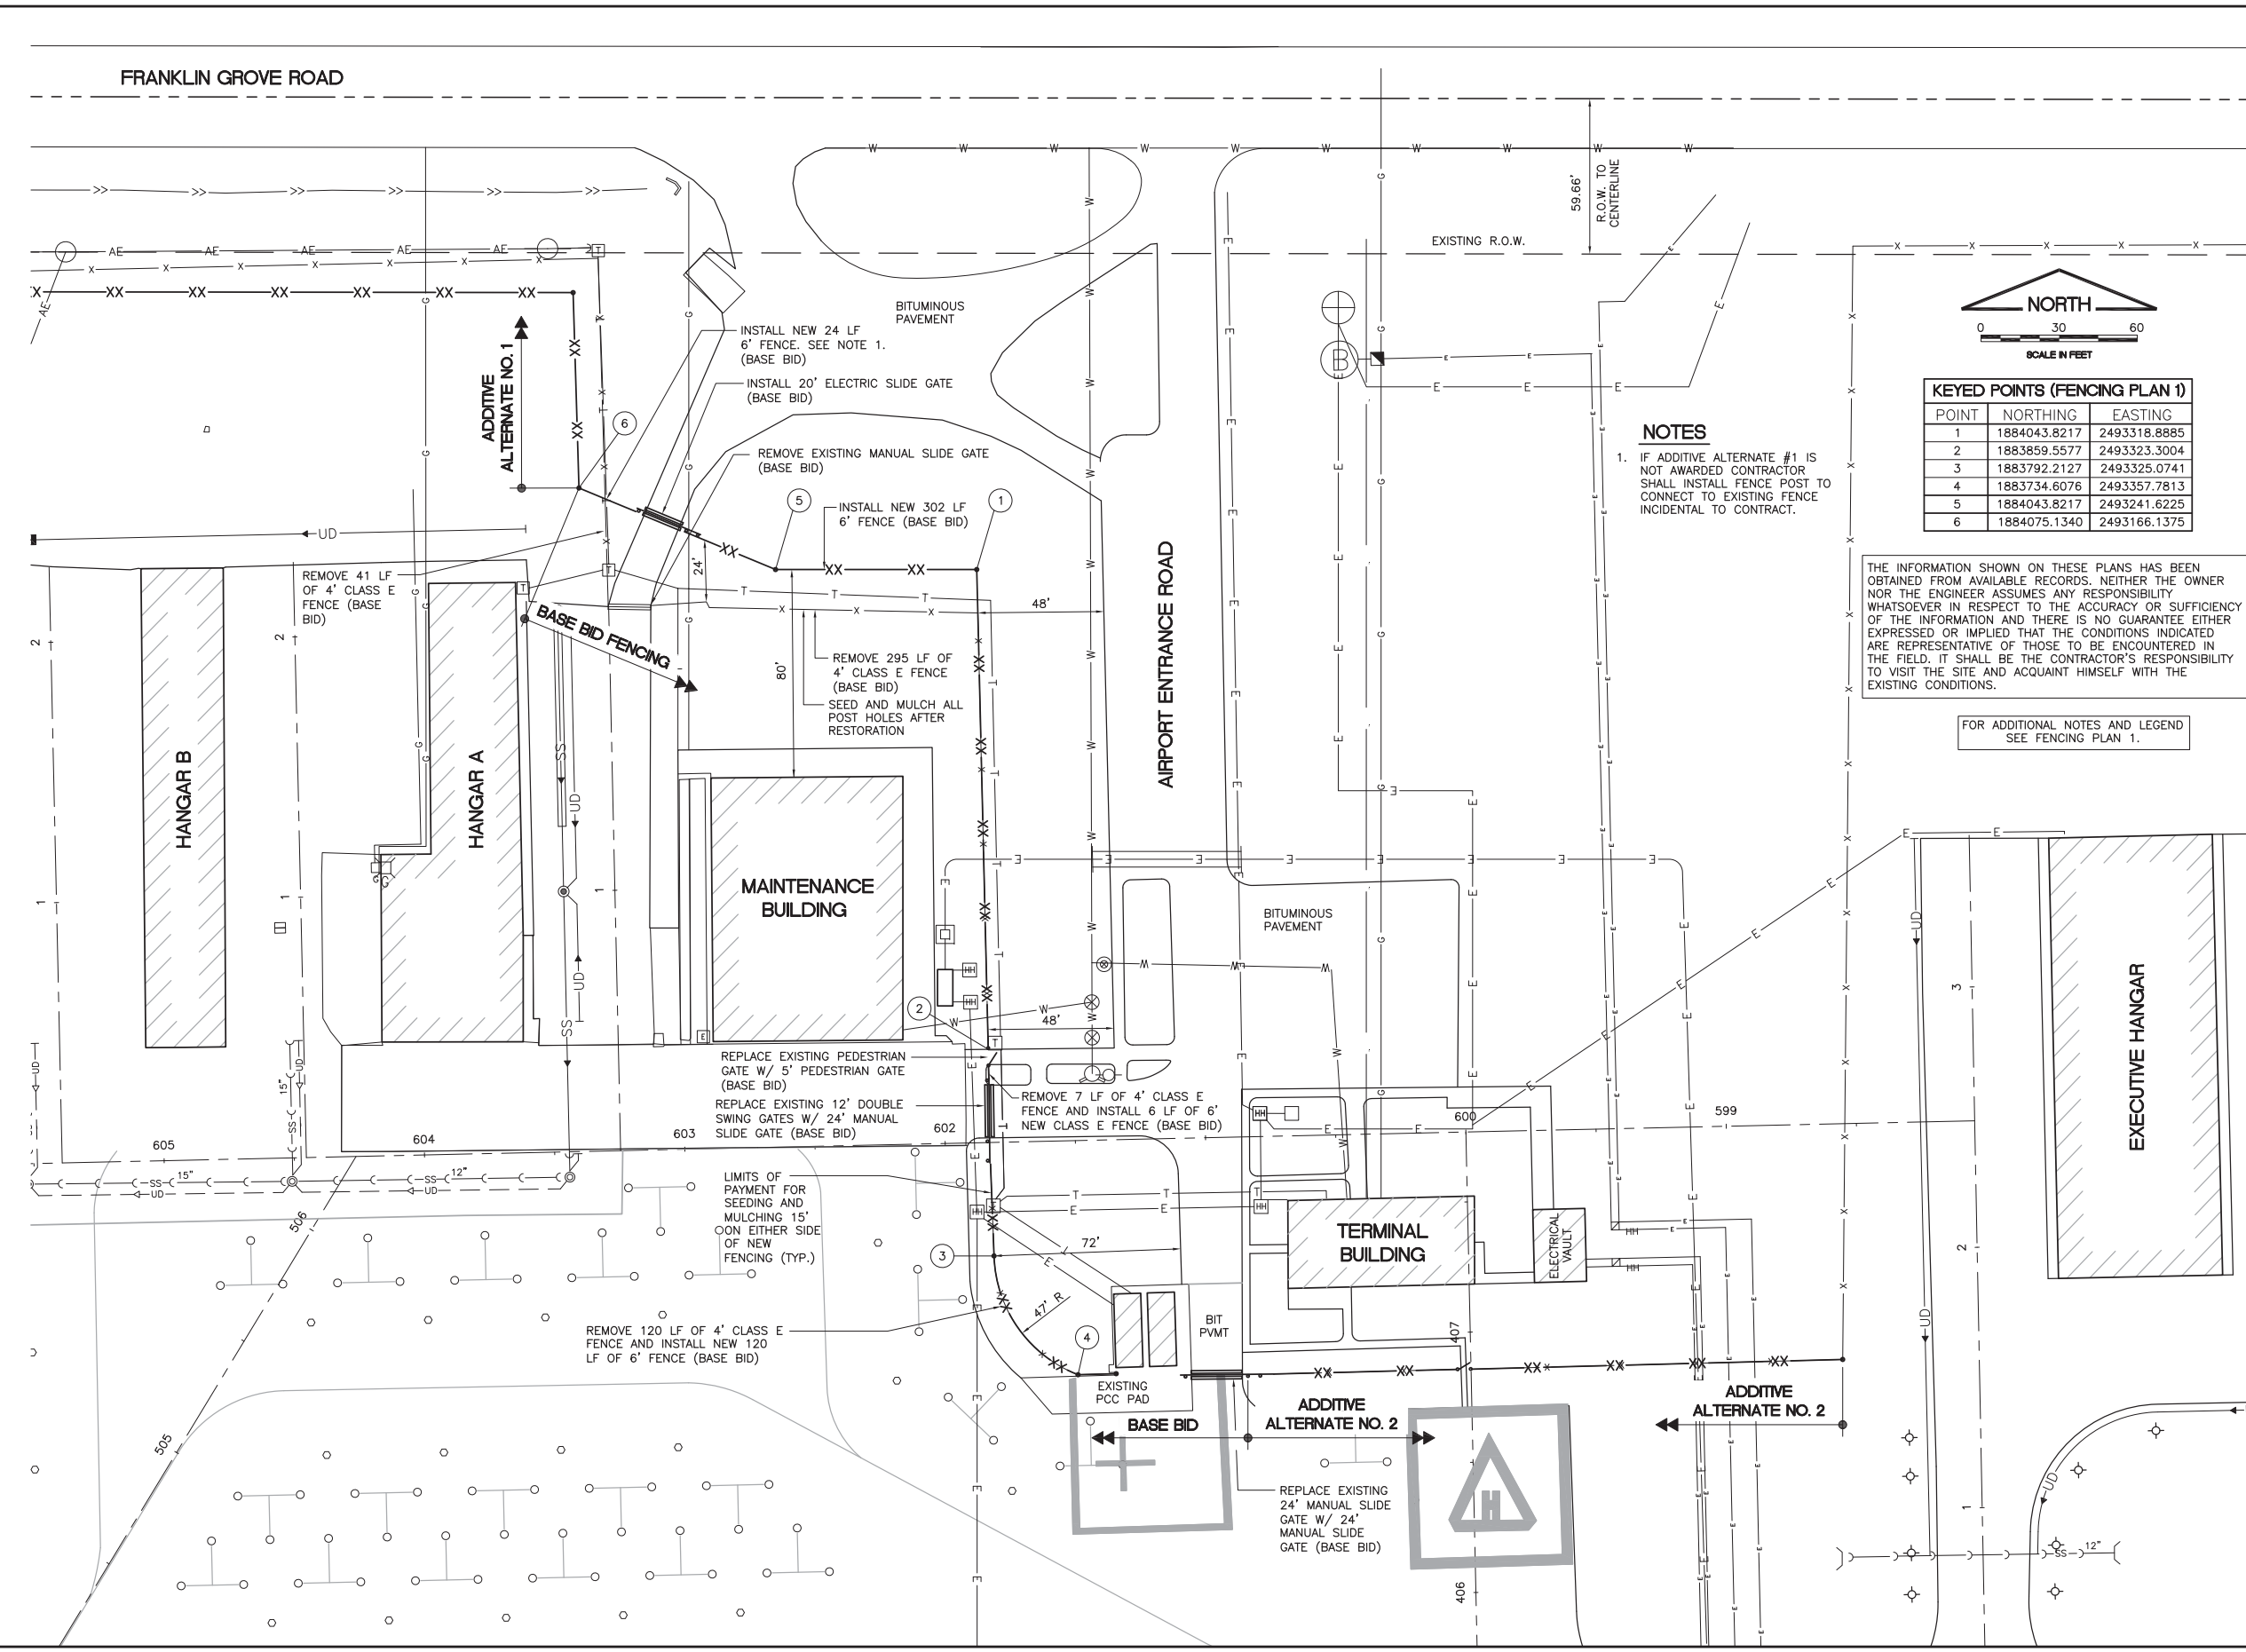 FRANKLIN GROVE ROAD
59.66'
R.O.W. TO
CENTERLINE
EXISTING R.O.W.
BITUMINOUS
PAVEMENT
NORTH
0 30 60
SCALE IN FEET
INSTALL NEW 24 LF
6' FENCE. SEE NOTE 1.
(BASE BID)
ADDITIVE
ALTERNATE NO. 1
INSTALL 20' ELECTRIC SLIDE GATE
(BASE BID)
KEYED POINTS (FENCING PLAN 1)
POINT NORTHING EASTING
1 1884043.8217 2493318.8885
2 1883859.5577 2493323.3004
3 1883792.2127 2493325.0741
4 1883734.6076 2493357.7813
5 1884043.8217 2493241.6225
6 1884075.1340 2493166.1375
6
B
NOTES
1. IF ADDITIVE ALTERNATE #1 IS
NOT AWARDED CONTRACTOR
SHALL INSTALL FENCE POST TO
CONNECT TO EXISTING FENCE
INCIDENTAL TO CONTRACT.
REMOVE EXISTING MANUAL SLIDE GATE
(BASE BID)
5
1
INSTALL NEW 302 LF
6' FENCE (BASE BID)
UD
24'
REMOVE 41 LF
OF 4' CLASS E
FENCE (BASE
BID)
BASE BID FENCING
48'
AIRPORT ENTRANCE ROAD
THE INFORMATION SHOWN ON THESE PLANS HAS BEEN
OBTAINED FROM AVAILABLE RECORDS. NEITHER THE OWNER
NOR THE ENGINEER ASSUMES ANY RESPONSIBILITY
WHATSOEVER IN RESPECT TO THE ACCURACY OR SUFFICIENCY
OF THE INFORMATION AND THERE IS NO GUARANTEE EITHER
EXPRESSED OR IMPLIED THAT THE CONDITIONS INDICATED
ARE REPRESENTATIVE OF THOSE TO BE ENCOUNTERED IN
THE FIELD. IT SHALL BE THE CONTRACTOR'S RESPONSIBILITY
TO VISIT THE SITE AND ACQUAINT HIMSELF WITH THE
EXISTING CONDITIONS.
80'
REMOVE 295 LF OF
4' CLASS E FENCE
(BASE BID)
SEED AND MULCH ALL
POST HOLES AFTER
RESTORATION
FOR ADDITIONAL NOTES AND LEGEND
SEE FENCING PLAN 1.
HANGAR B
HANGAR A
MAINTENANCE
BUILDING
BITUMINOUS
PAVEMENT
EXECUTIVE HANGAR
2
48'
REPLACE EXISTING PEDESTRIAN
GATE W/ 5' PEDESTRIAN GATE
(BASE BID)
REPLACE EXISTING 12' DOUBLE
SWING GATES W/ 24' MANUAL
SLIDE GATE (BASE BID)
REMOVE 7 LF OF 4' CLASS E
FENCE AND INSTALL 6 LF OF 6'
NEW CLASS E FENCE (BASE BID)
605
604
603
602
600
599
15"
15"
12"
LIMITS OF
PAYMENT FOR
SEEDING AND
MULCHING 15'
ON EITHER SIDE
OF NEW
FENCING (TYP.)
506
3
72'
TERMINAL
BUILDING
ELECTRICAL
VAULT
47' R
REMOVE 120 LF OF 4' CLASS E
FENCE AND INSTALL NEW 120
LF OF 6' FENCE (BASE BID)
4
BIT
PVMT
407
EXISTING
PCC PAD
BASE BID
ADDITIVE
ALTERNATE NO. 2
ADDITIVE
ALTERNATE NO. 2
505
REPLACE EXISTING
24' MANUAL SLIDE
GATE W/ 24'
MANUAL SLIDE
GATE (BASE BID)
H
406
SS
12"